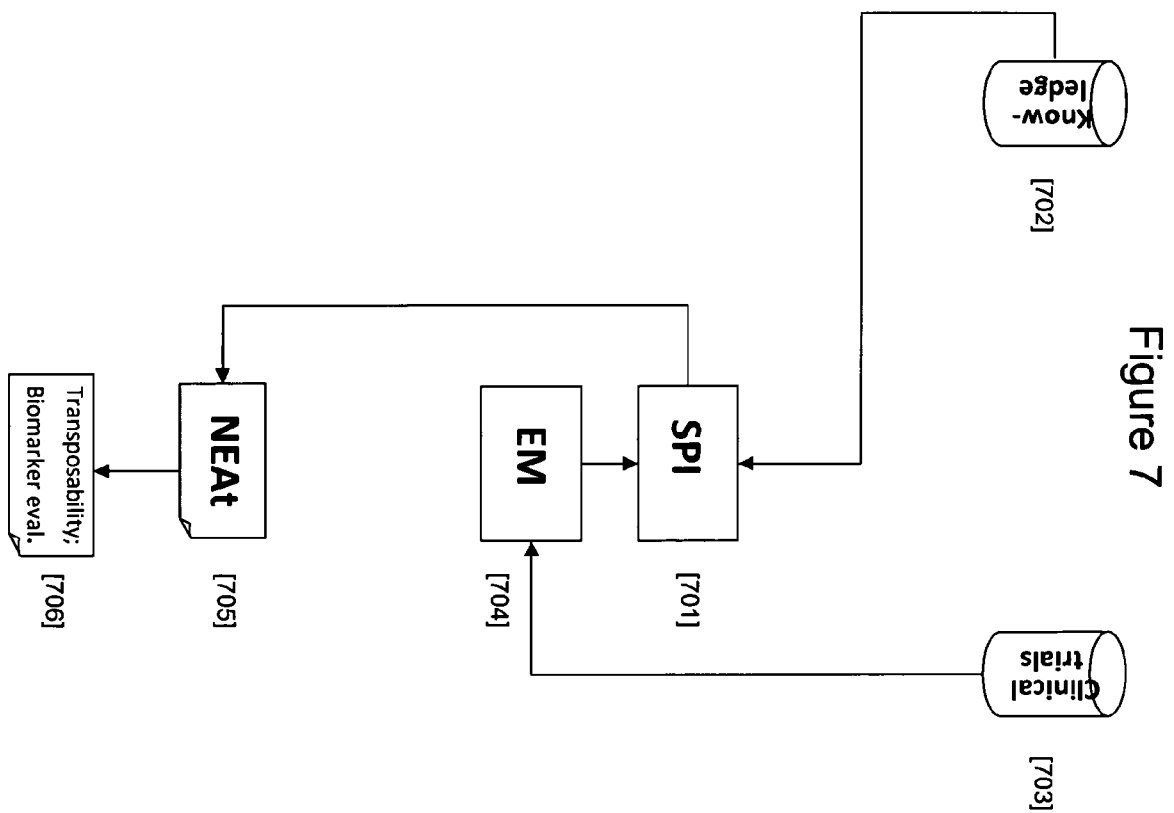 Figure 7
Know-
ledge
[702]
Clinical
trials
[703]
SPI
[701]
EM
[704]
NEAt
[705]
Transposability;
Biomarker eval.
[706]